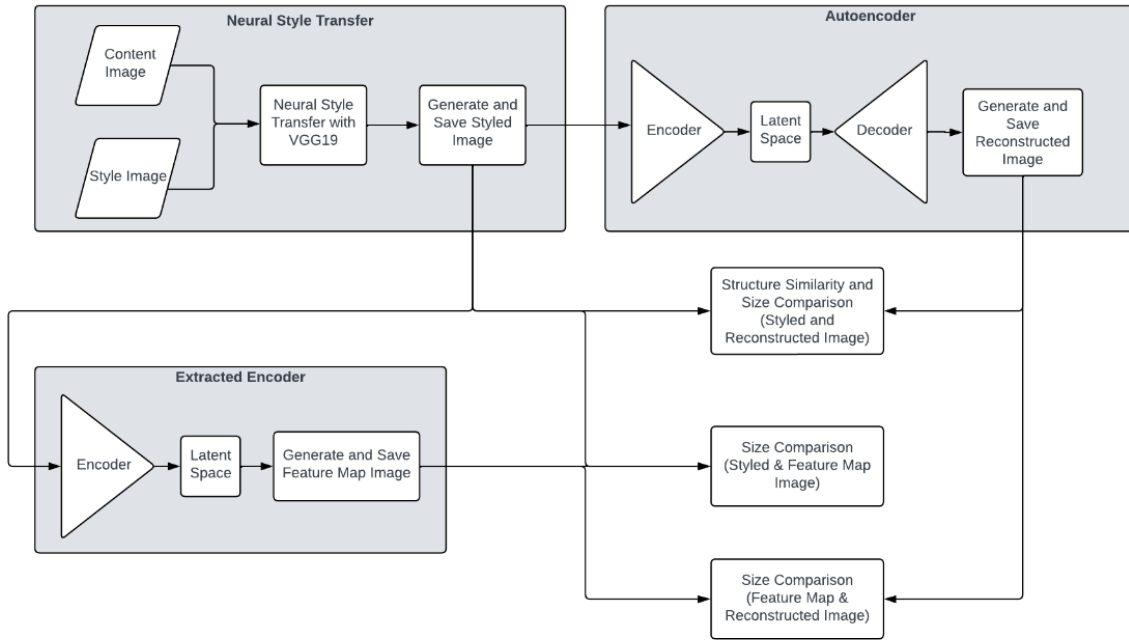 Neural Style Transfer
Content
Image
Style Image
Neural Style
Transfer with
VGG19
Generate and
Save Styled
Image
Autoencoder
Encoder
Latent
Space
Decoder
Generate and
Save
Reconstructed
Image
Structure Similarity and
Size Comparison
(Styled and
Reconstructed Image)
Extracted Encoder
Encoder
Latent
Space
Generate and Save
Feature Map Image
Size Comparison
(Styled & Feature Map
Image)
Size Comparison
(Feature Map &
Reconstructed Image)